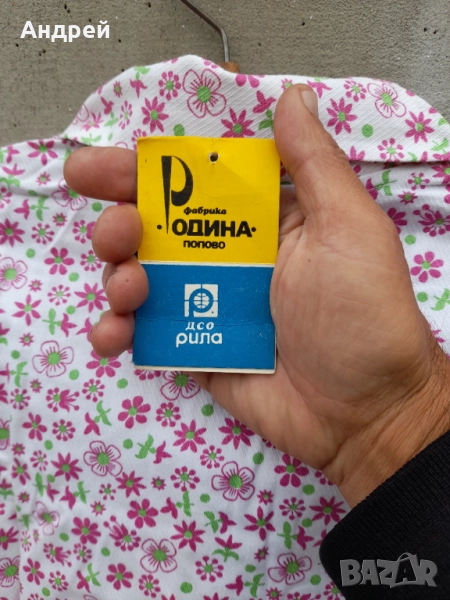 Андрей
фабрика
·РОДИНА·
ПОПОВО
дсо
рила
BAZAR